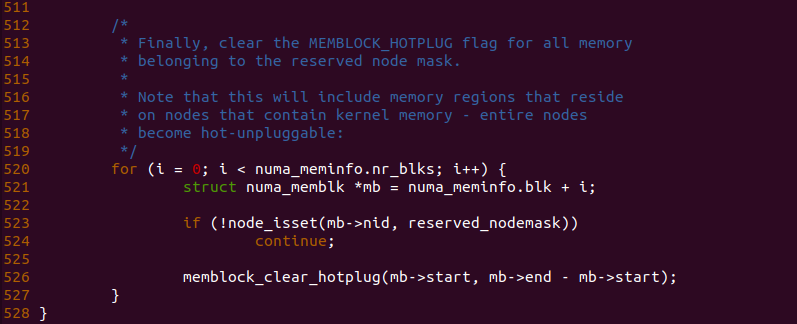 511
512         /*
513          * Finally, clear the MEMBLOCK_HOTPLUG flag for all memory
514          * belonging to the reserved node mask.
515          *
516          * Note that this will include memory regions that reside
517          * on nodes that contain kernel memory - entire nodes
518          * become hot-unpluggable:
519          */
520         for (i = 0; i < numa_meminfo.nr_blks; i++) {
521                 struct numa_memblk *mb = numa_meminfo.blk + i;
522
523                 if (!node_isset(mb->nid, reserved_nodemask))
524                         continue;
525
526                 memblock_clear_hotplug(mb->start, mb->end - mb->start);
527         }
528 }